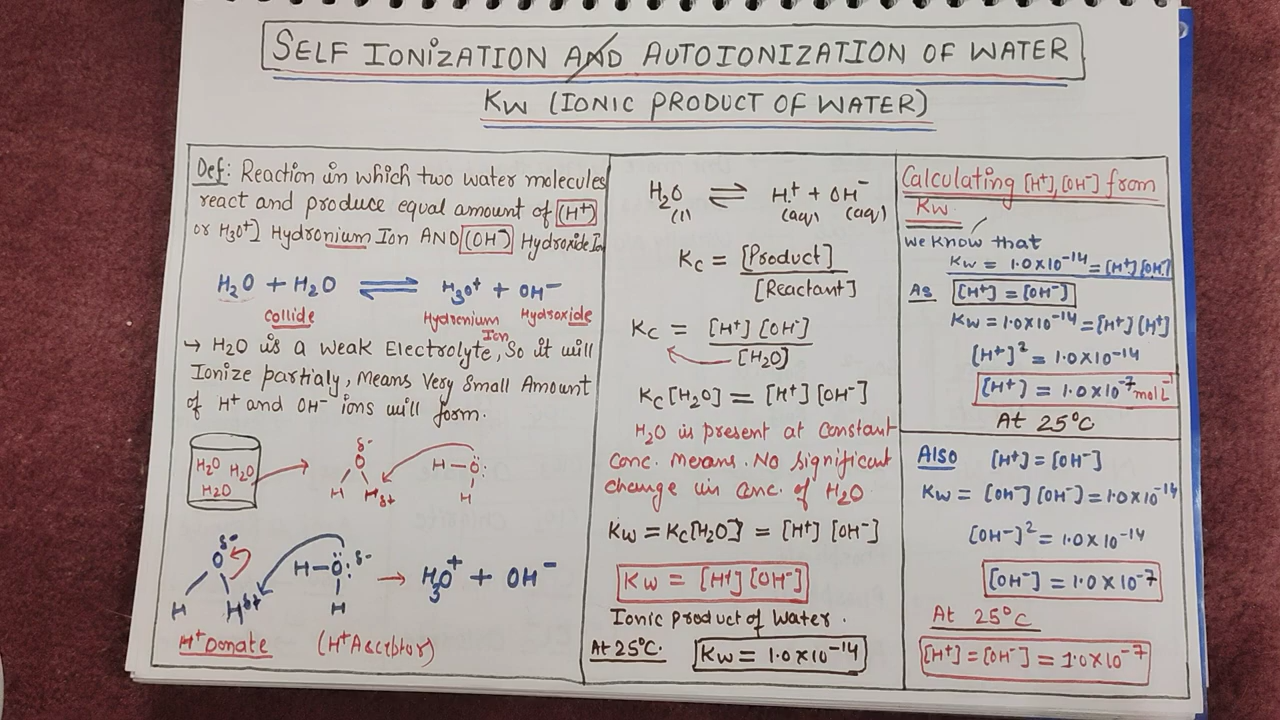 SELF IONIZATION AND AUTOIONIZATION OF WATER
KW (IONIC PRODUCT OF WATER)
Def: Reaction in which two water molecules
react and produce equal amount of [H⁺]
or H₃O⁺] Hydronium Ion AND [OH⁻] Hydroxide Ion
H₂O + H₂O ⇌ H₃O⁺ + OH⁻
Collide Hydronium Ion Hydroxide
→ H₂O is a weak Electrolyte, So it will
Ionize partialy, Means Very Small Amount
of H⁺ and OH⁻ ions will form.
H₂O H₂O
H₂O
δ⁻
O
H H δ+
H–O:
H
δ⁻
O
H Hδ+
H–O: δ⁻
H
→ H₃O⁺ + OH⁻
H⁺Donate (H⁺Acceptor)
H₂O ⇌ H⁺ + OH⁻
(l) (aq) (aq)
Kc = [Product]
[Reactant]
Kc = [H⁺] [OH⁻]
[H₂O]
Kc[H₂O] = [H⁺] [OH⁻]
H₂O is present at Constant
Conc. Means. No Significant
change in Conc. of H₂O
Kw = Kc[H₂O] = [H⁺] [OH⁻]
Kw = [H⁺] [OH⁻]
Ionic product of Water.
At 25°C. Kw = 1.0×10⁻¹⁴
Calculating [H⁺], [OH⁻] from
Kw
we know that
Kw = 1.0×10⁻¹⁴ = [H⁺] [OH⁻]
As [H⁺] = [OH⁻]
Kw = 1.0×10⁻¹⁴ = [H⁺] [H⁺]
[H⁺]² = 1.0×10⁻¹⁴
[H⁺] = 1.0×10⁻⁷ mol L⁻
At 25°C
Also [H⁺] = [OH⁻]
Kw = [OH⁻] [OH⁻] = 1.0×10⁻¹⁴
[OH⁻]² = 1.0×10⁻¹⁴
[OH⁻] = 1.0×10⁻⁷
At 25°C
[H⁺] = [OH⁻] = 1.0×10⁻⁷